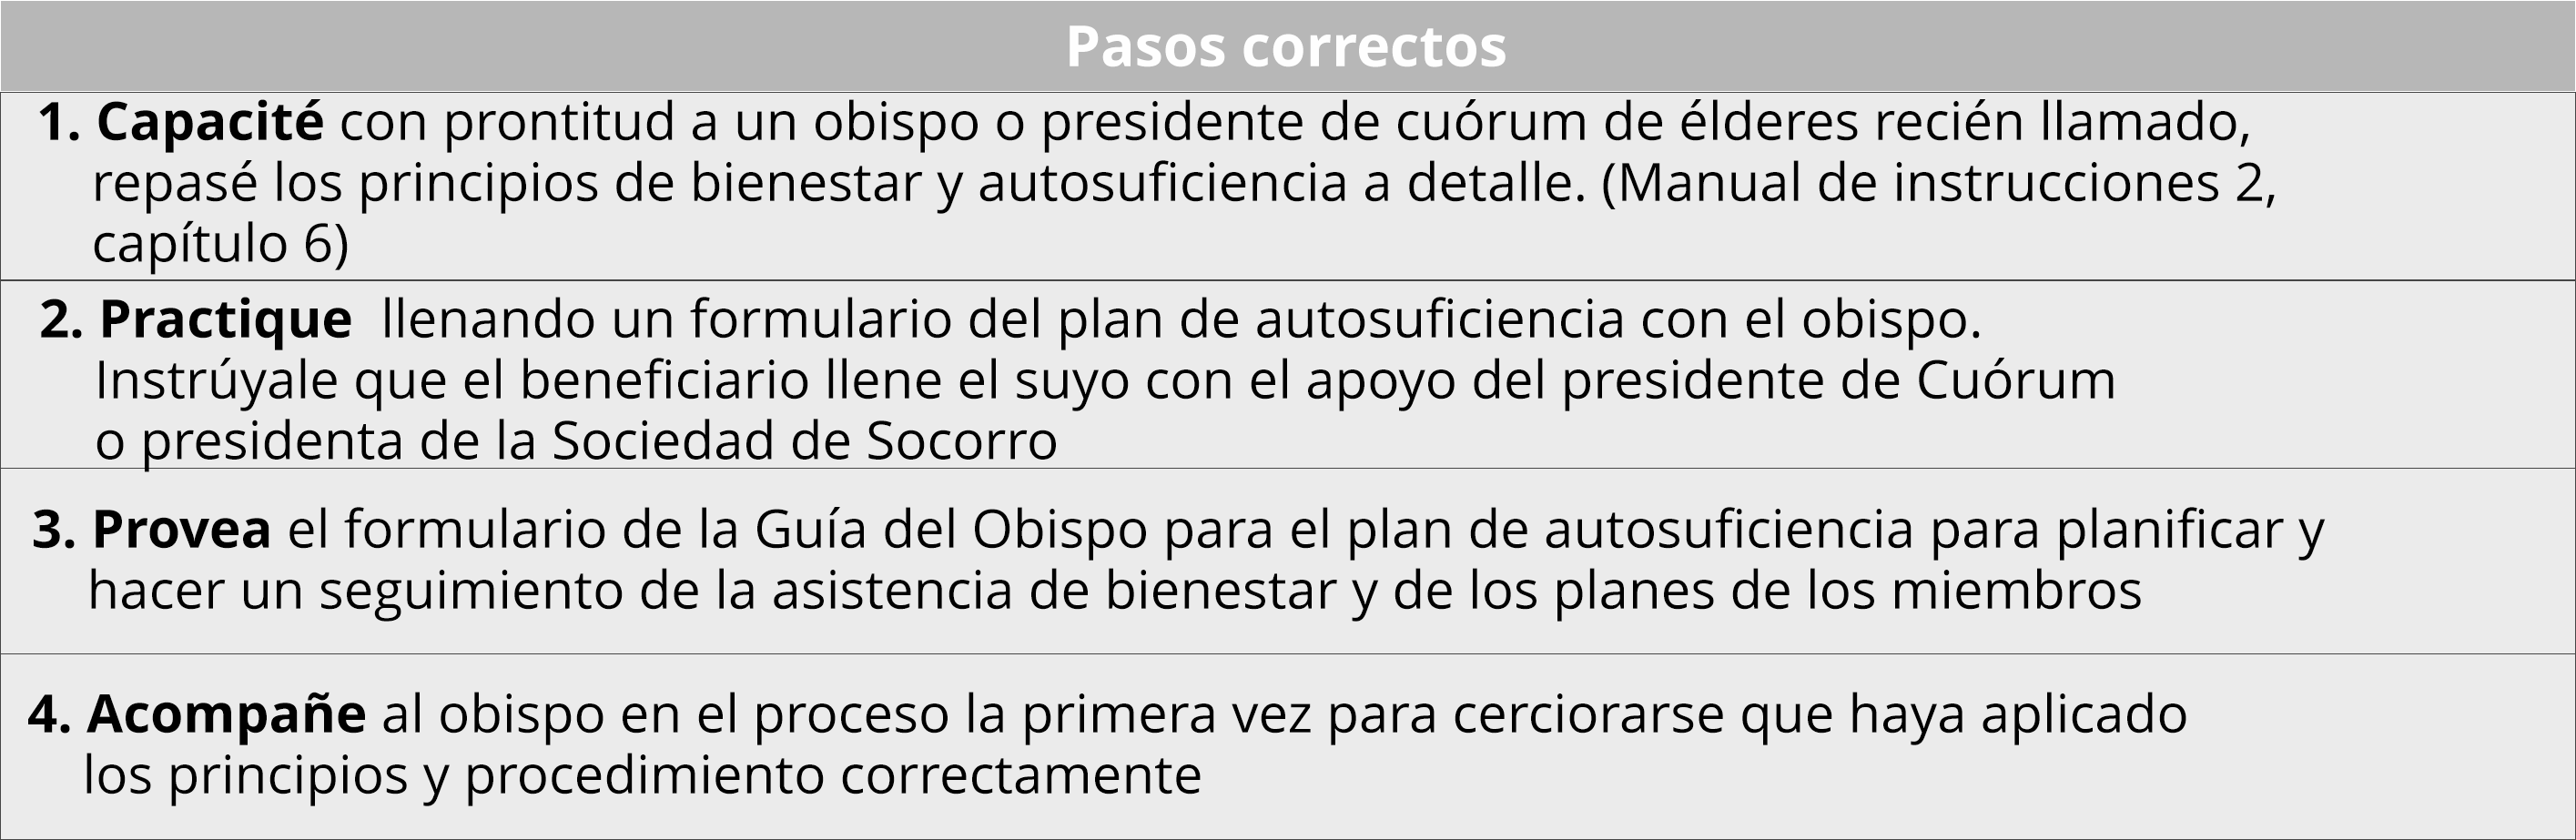 Pasos correctos
1. Capacité con prontitud a un obispo o presidente de cuórum de élderes recién llamado,
repasé los principios de bienestar y autosuficiencia a detalle. (Manual de instrucciones 2,
capítulo 6)
2. Practique llenando un formulario del plan de autosuficiencia con el obispo.
Instrúyale que el beneficiario llene el suyo con el apoyo del presidente de Cuórum
o presidenta de la Sociedad de Socorro
3. Provea el formulario de la Guía del Obispo para el plan de autosuficiencia para planificar y
hacer un seguimiento de la asistencia de bienestar y de los planes de los miembros
4. Acompañe al obispo en el proceso la primera vez para cerciorarse que haya aplicado
los principios y procedimiento correctamente